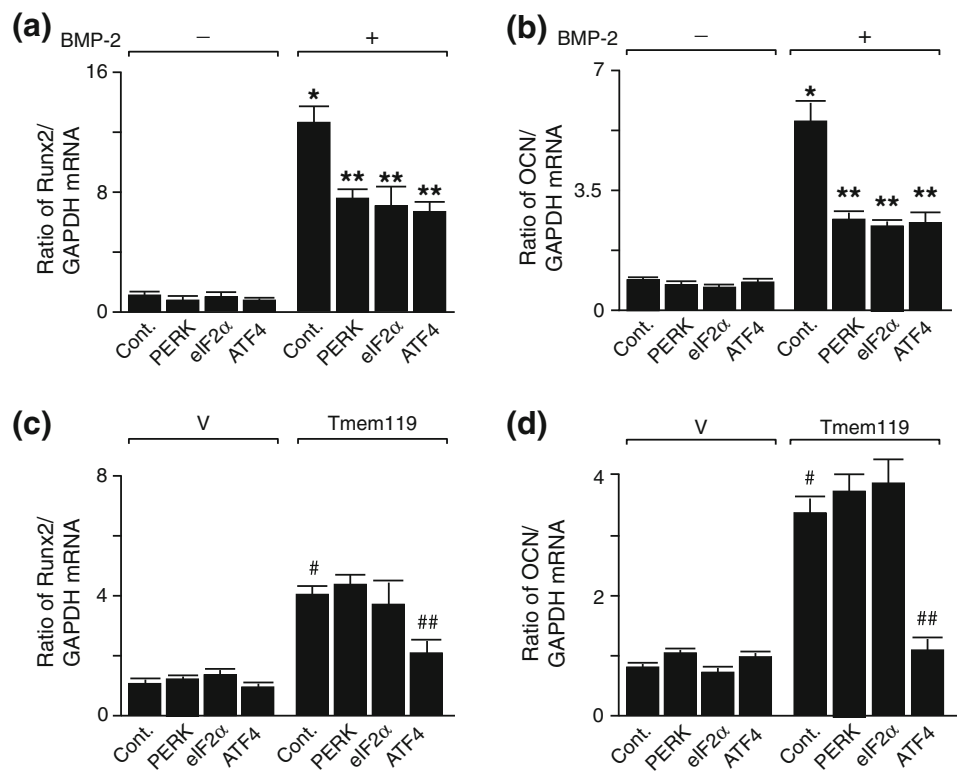 (a)
BMP-2 – +
Ratio of Runx2/
GAPDH mRNA
16
8
0
*
** ** **
Cont. PERK eIF2α ATF4 Cont. PERK eIF2α ATF4
(b)
BMP-2 – +
Ratio of OCN/
GAPDH mRNA
7
3.5
0
*
** ** **
Cont. PERK eIF2α ATF4 Cont. PERK eIF2α ATF4
(c)
V Tmem119
Ratio of Runx2/
GAPDH mRNA
8
4
0
#
##
Cont. PERK eIF2α ATF4 Cont. PERK eIF2α ATF4
(d)
V Tmem119
Ratio of OCN/
GAPDH mRNA
4
2
0
#
##
Cont. PERK eIF2α ATF4 Cont. PERK eIF2α ATF4